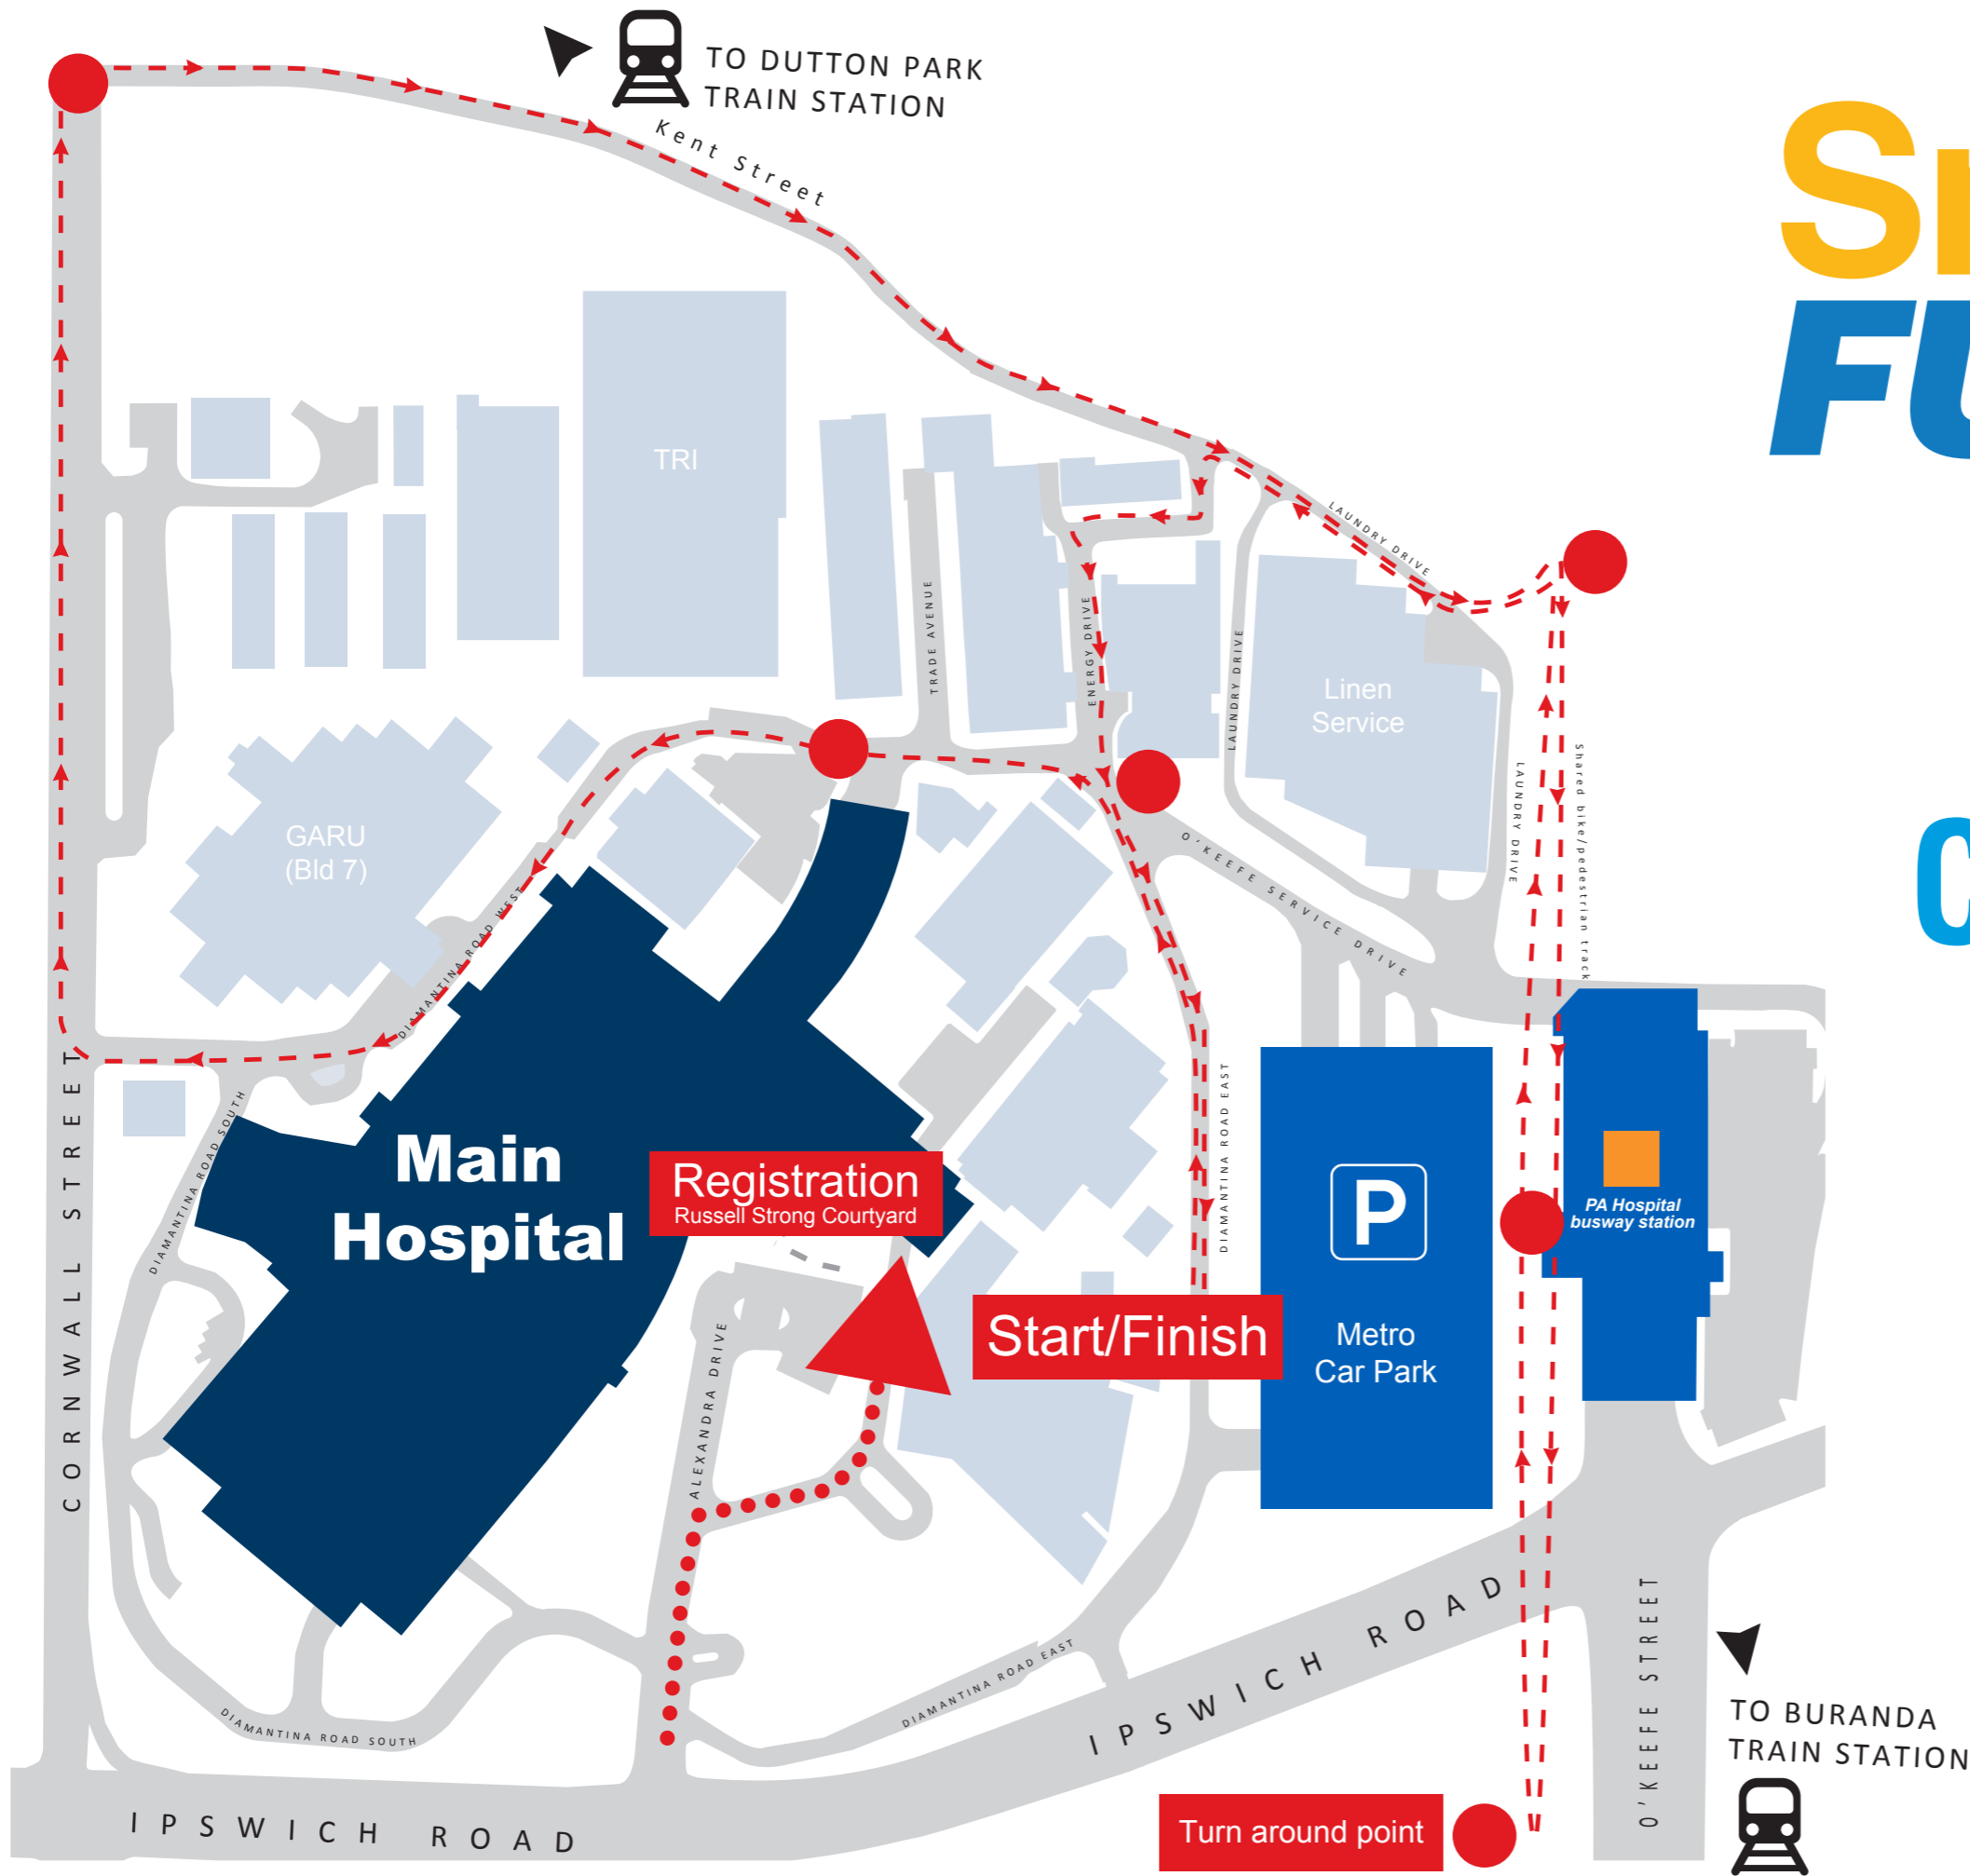 TO DUTTON PARK
TRAIN STATION
Kent Street
FU
TRI
LAUNDRY DRIVE
TRADE AVENUE
ENERGY DRIVE
LAUNDRY DRIVE
Linen
Service
LAUNDRY DRIVE
Shared bike/pedestrian track
GARU
(Bld 7)
O'KEEFE SERVICE DRIVE
DIAMANTINA ROAD WEST
CORNWALL STREET
DIAMANTINA ROAD SOUTH
Main
Hospital
Registration
Russell Strong Courtyard
DIAMANTINA ROAD EAST
P
PA Hospital
busway station
Start/Finish
Metro
Car Park
ALEXANDRA DRIVE
IPSWICH ROAD
DIAMANTINA ROAD EAST
DIAMANTINA ROAD SOUTH
O'KEEFE STREET
TO BURANDA
TRAIN STATION
IPSWICH ROAD
Turn around point